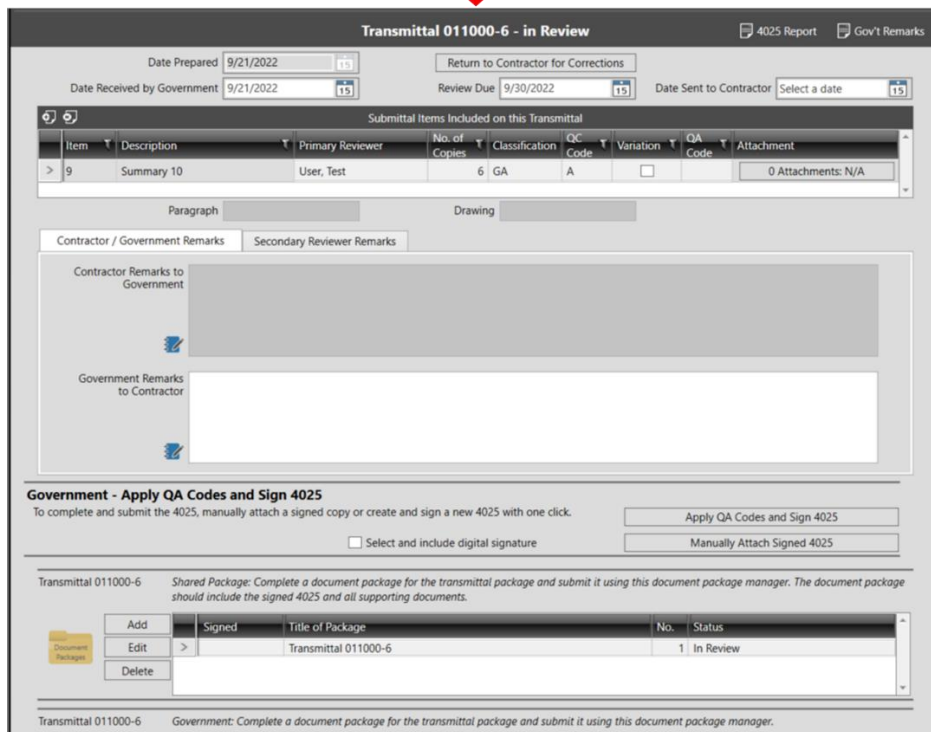 Transmittal 011000-6 - in Review
4025 Report
Gov't Remarks
Date Prepared 9/21/2022 15
Return to Contractor for Corrections
Date Received by Government 9/21/2022 15
Review Due 9/30/2022 15
Date Sent to Contractor Select a date 15
Submittal Items Included on this Transmittal
Item Description Primary Reviewer No. of Copies Classification QC Code Variation QA Code Attachment
> 9 Summary 10 User, Test 6 GA A 0 Attachments: N/A
Paragraph Drawing
Contractor / Government Remarks Secondary Reviewer Remarks
Contractor Remarks to
Government
Government Remarks
to Contractor
Government - Apply QA Codes and Sign 4025
To complete and submit the 4025, manually attach a signed copy or create and sign a new 4025 with one click.
Apply QA Codes and Sign 4025
Select and include digital signature
Manually Attach Signed 4025
Transmittal 011000-6 Shared Package: Complete a document package for the transmittal package and submit it using this document package manager. The document package
should include the signed 4025 and all supporting documents.
Document
Packages
Add
Edit
Delete
Signed Title of Package No. Status
> Transmittal 011000-6 1 In Review
Transmittal 011000-6 Government: Complete a document package for the transmittal package and submit it using this document package manager.